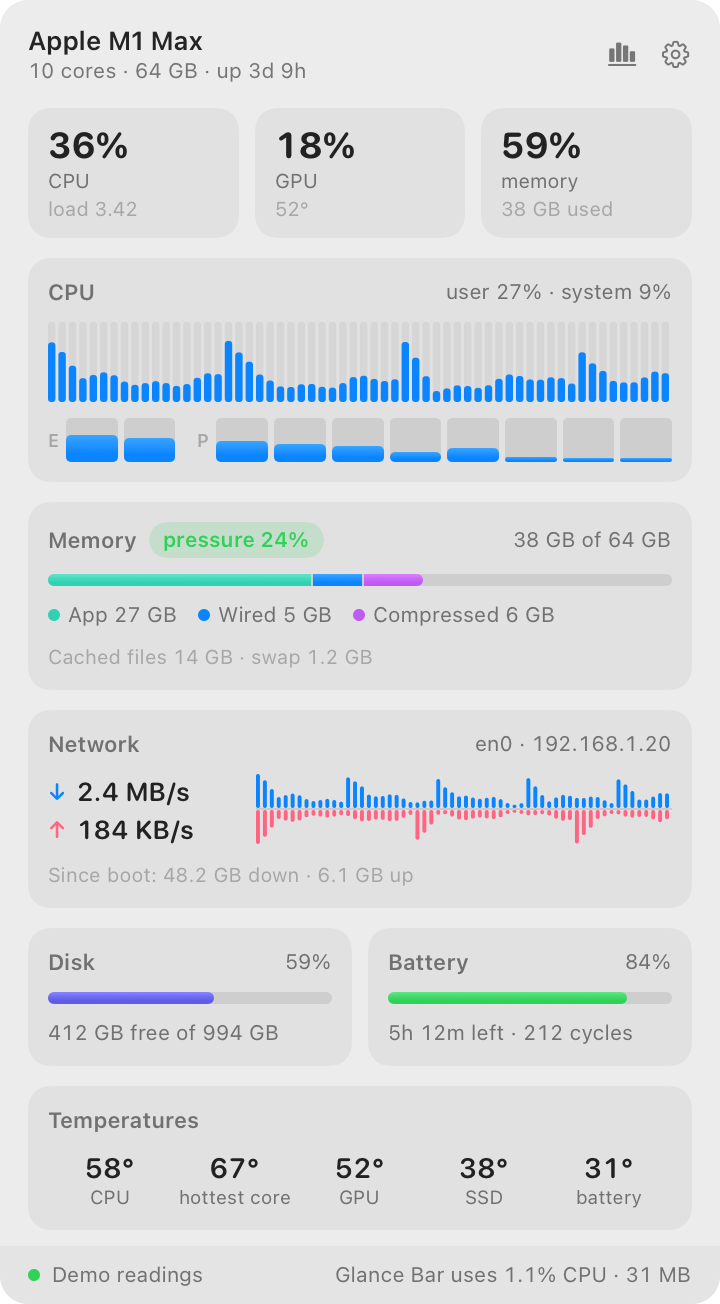 Apple M1 Max
10 cores · 64 GB · up 3d 9h
36%
CPU
load 3.42
18%
GPU
52°
59%
memory
38 GB used
CPU
user 27% · system 9%
E
P
Memory
pressure 24%
38 GB of 64 GB
App 27 GB
Wired 5 GB
Compressed 6 GB
Cached files 14 GB · swap 1.2 GB
Network
en0 · 192.168.1.20
↓ 2.4 MB/s
↑ 184 KB/s
Since boot: 48.2 GB down · 6.1 GB up
Disk
59%
412 GB free of 994 GB
Battery
84%
5h 12m left · 212 cycles
Temperatures
58°
CPU
67°
hottest core
52°
GPU
38°
SSD
31°
battery
Demo readings
Glance Bar uses 1.1% CPU · 31 MB